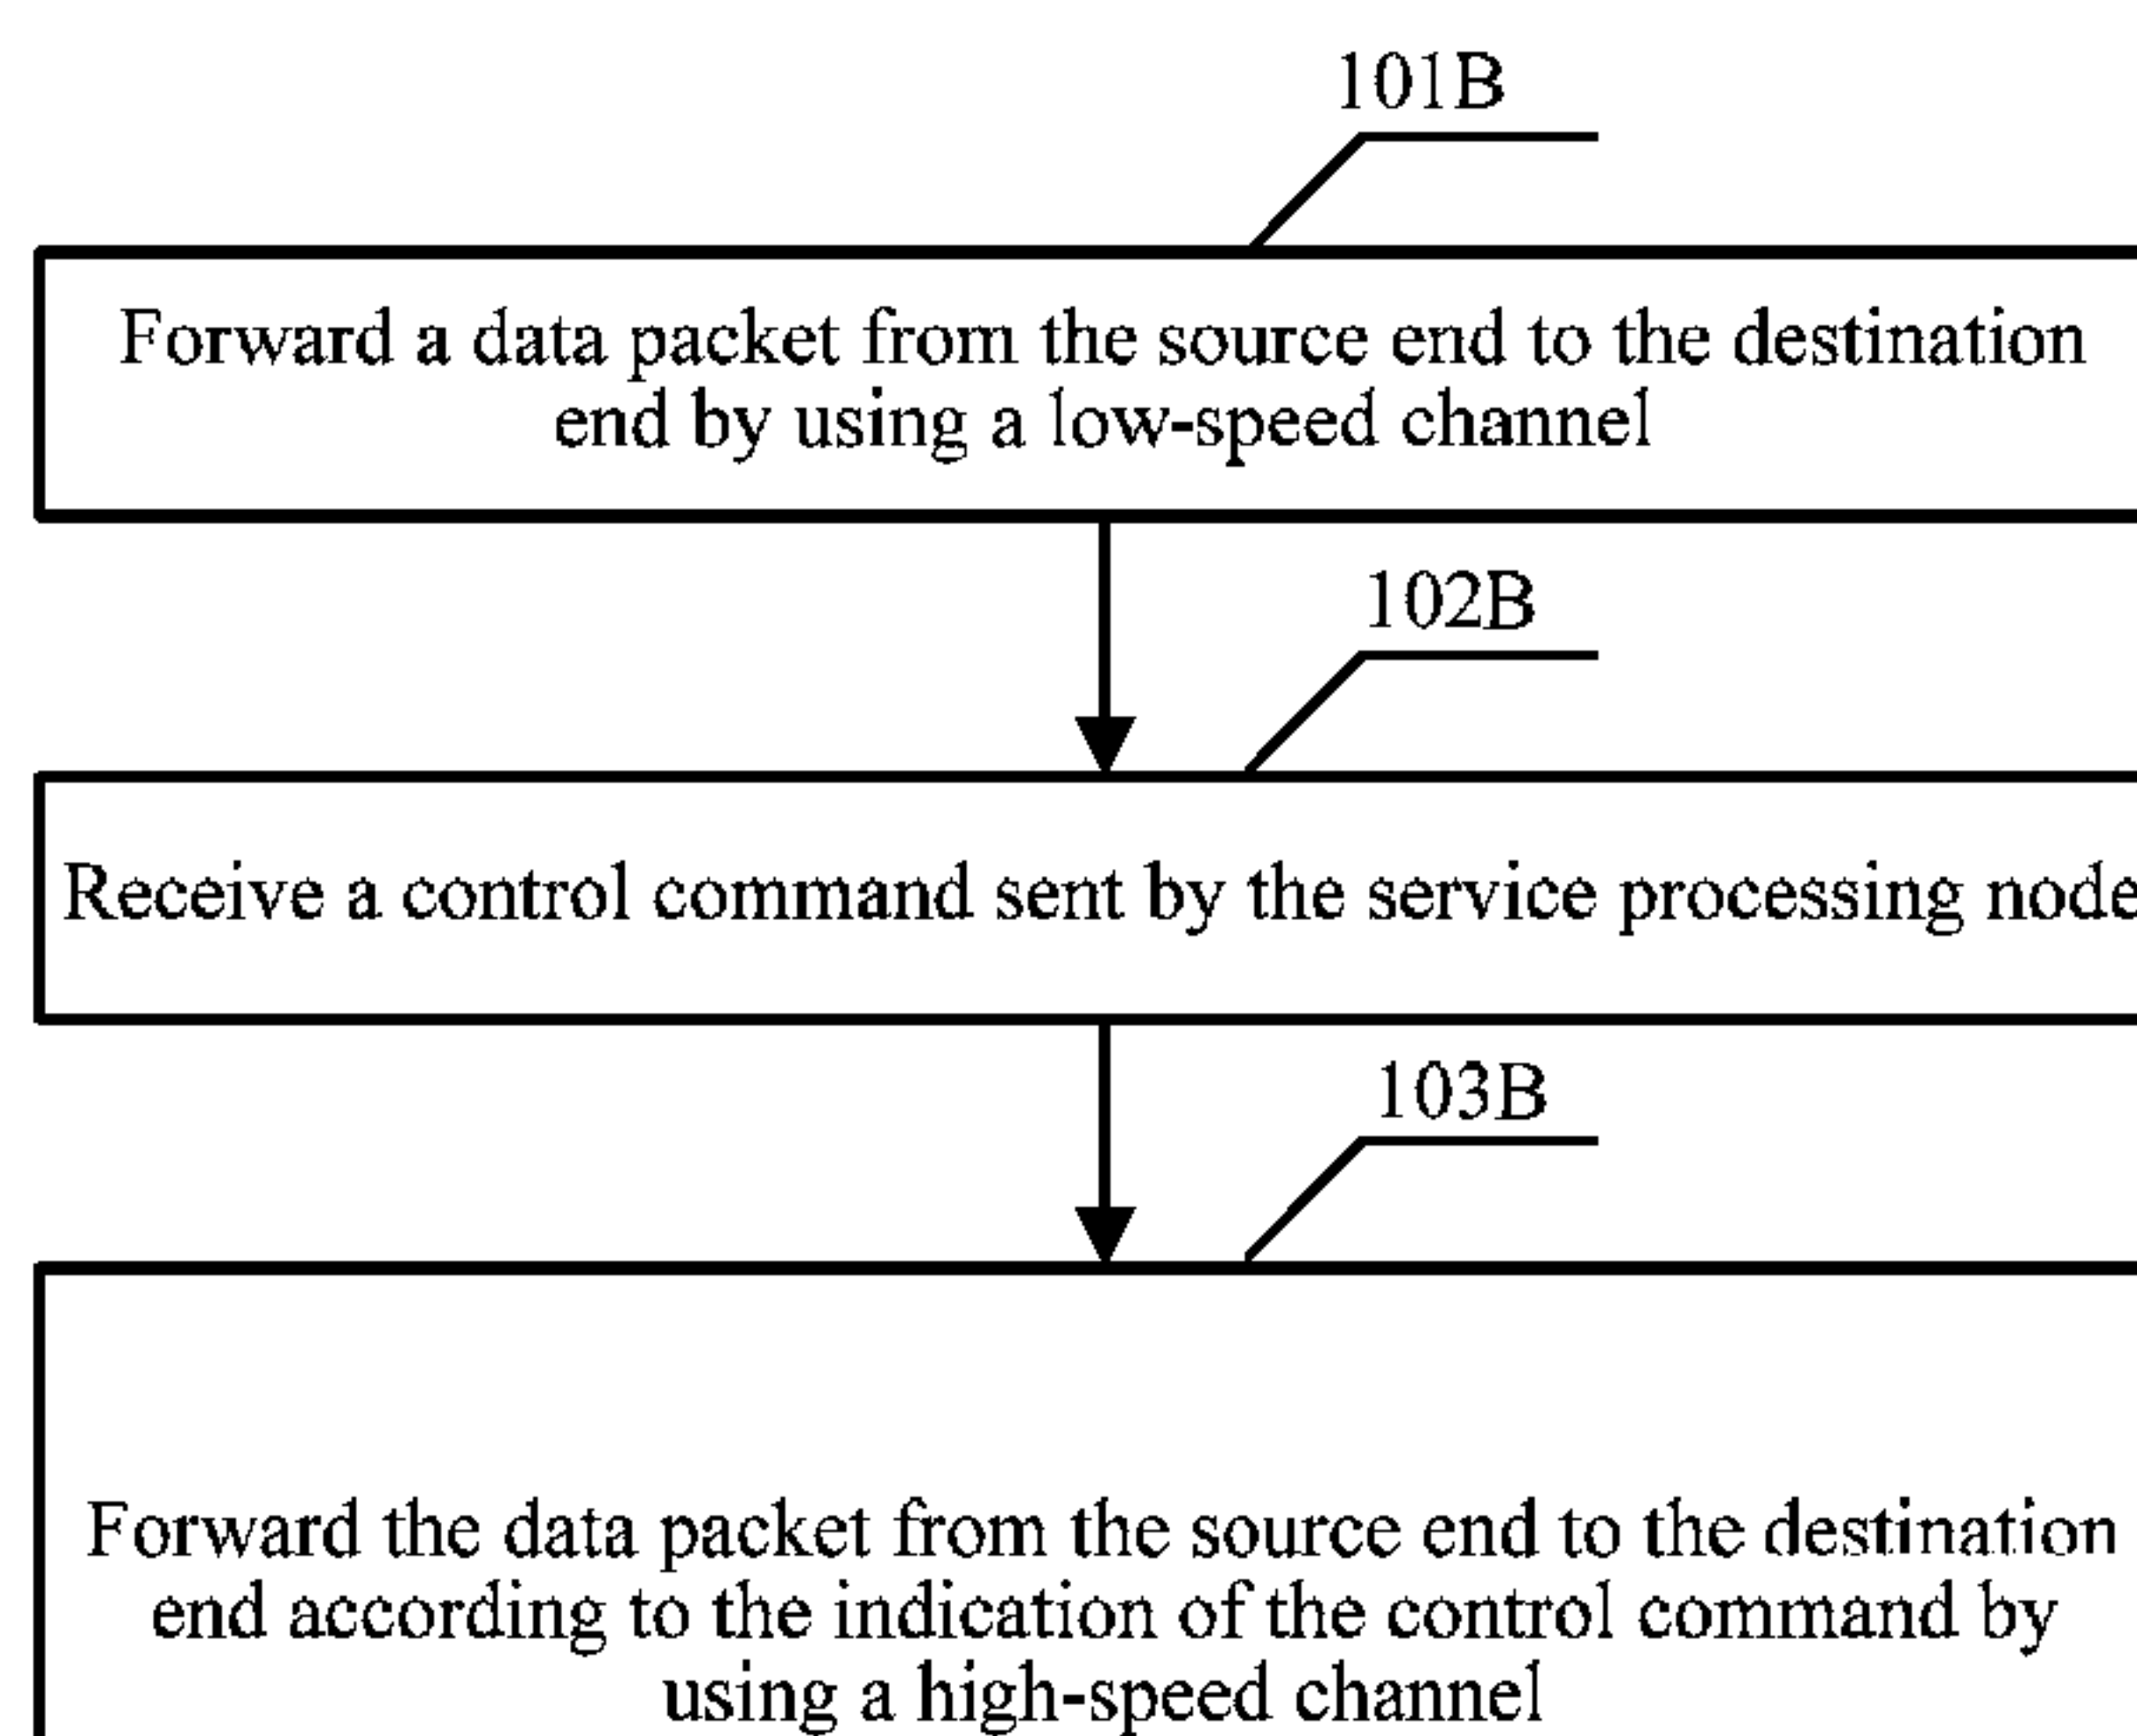 101B
Forward a data packet from the source end to the destination
end by using a low-speed channel
102B
Receive a control command sent by the service processing node
103B
Forward the data packet from the source end to the destination
end according to the indication of the control command by
using a high-speed channel